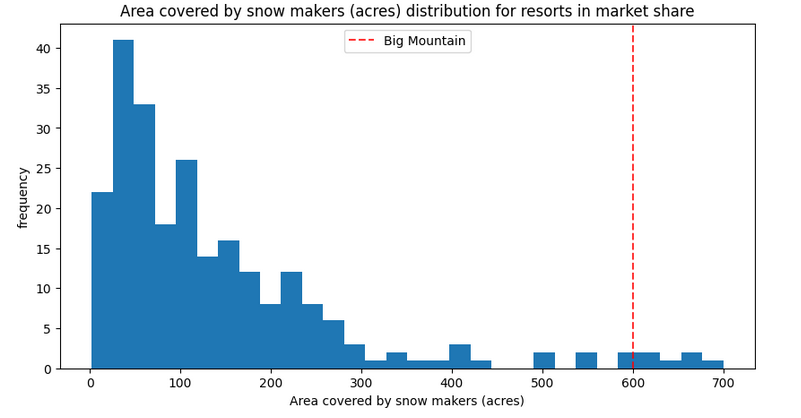 Area covered by snow makers (acres) distribution for resorts in market share
Big Mountain
frequency
40
35
30
25
20
15
10
5
0
0 100 200 300 400 500 600 700
Area covered by snow makers (acres)